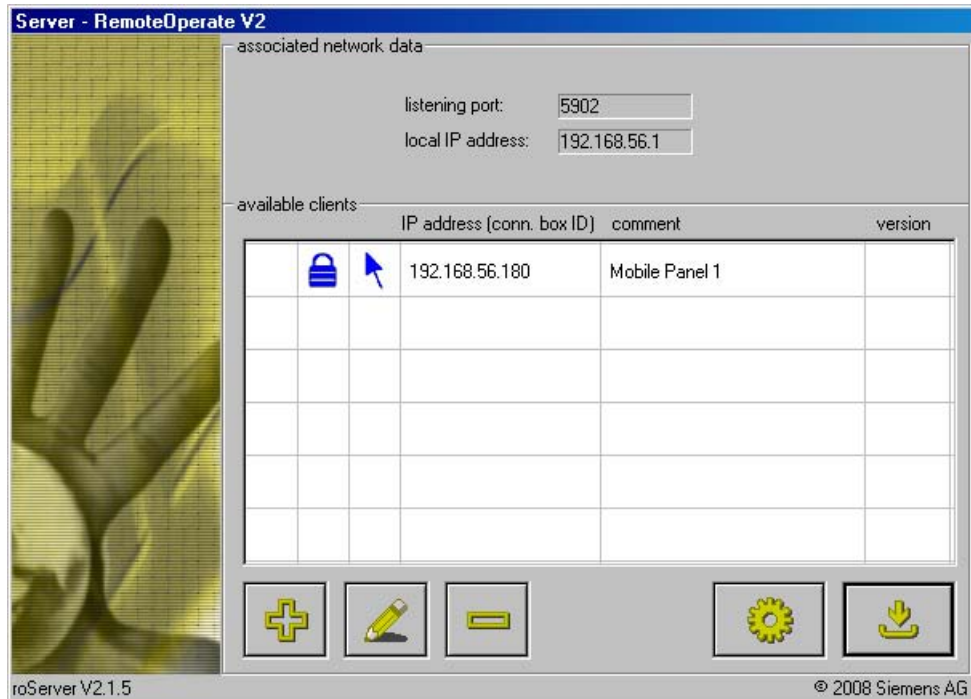 Server - RemoteOperate V2
associated network data
listening port: 5902
local IP address: 192.168.56.1
available clients
IP address (conn. box ID) comment version
192.168.56.180 Mobile Panel 1
roServer V2.1.5 © 2008 Siemens AG